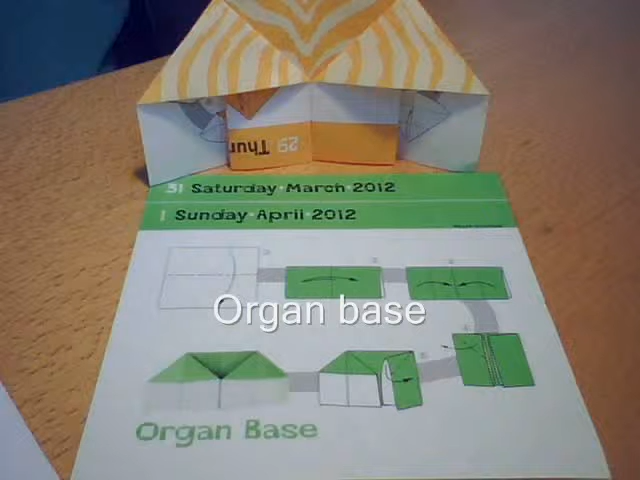 29 Thur
31 Saturday·March·2012
1 Sunday·April·2012
Organ base
Organ Base